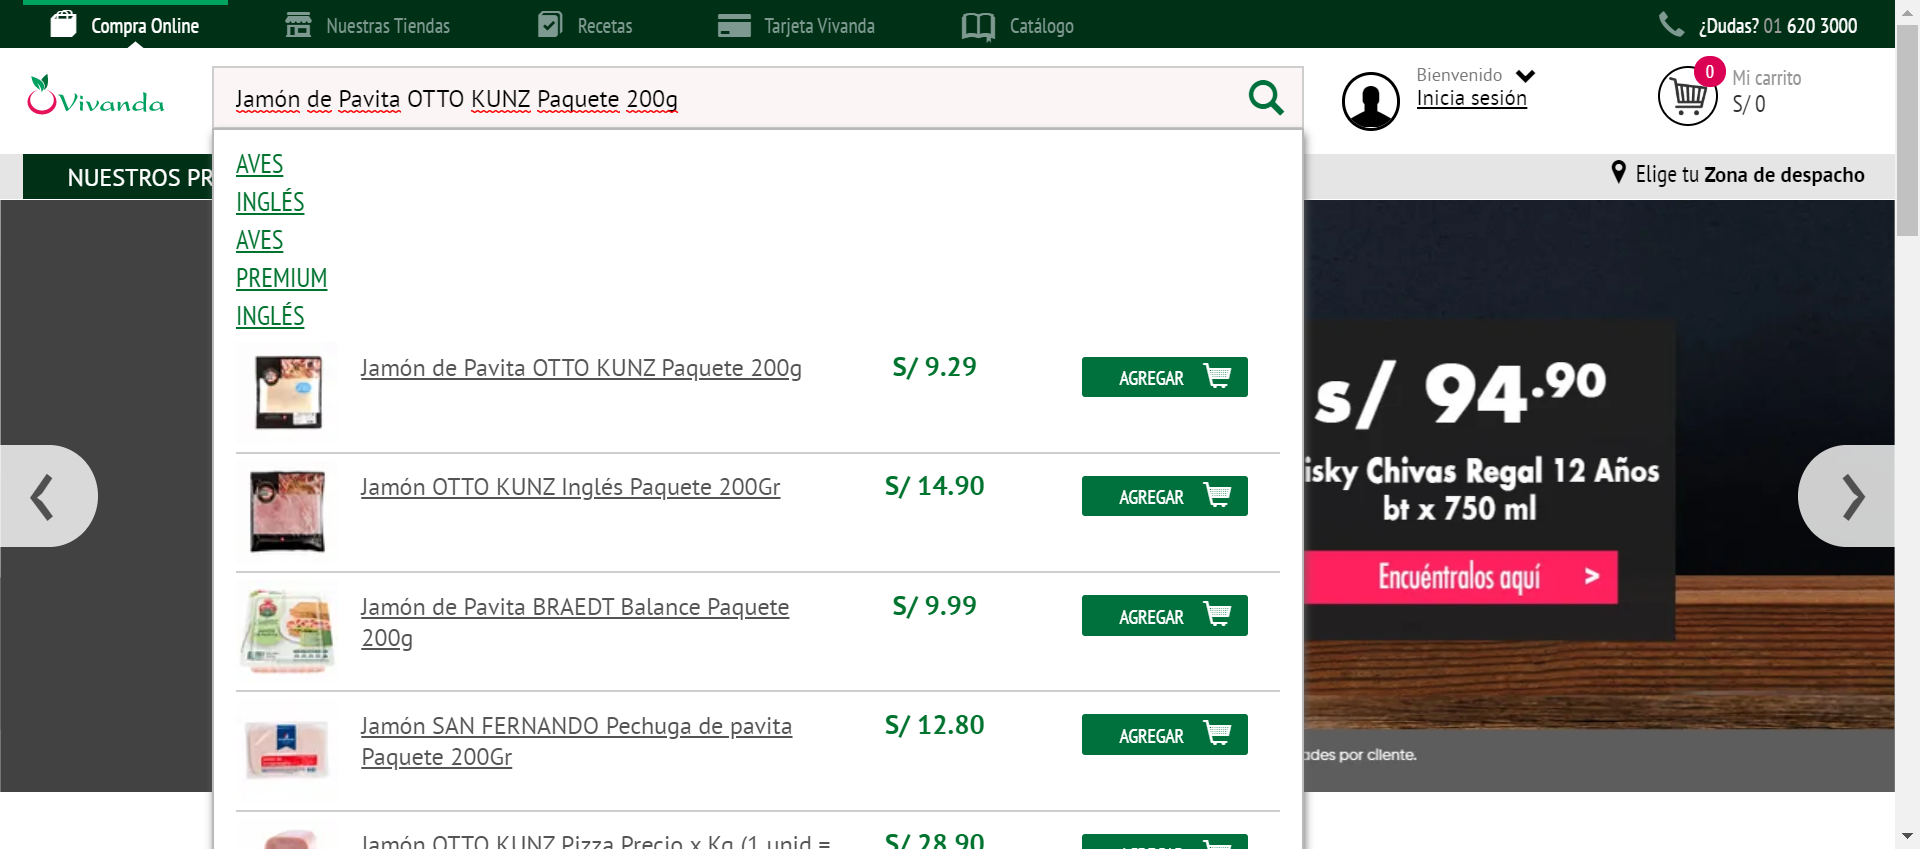 Compra Online
Nuestras Tiendas
Recetas
Tarjeta Vivanda
Catálogo
¿Dudas? 01 620 3000
Vivanda
Jamón de Pavita OTTO KUNZ Paquete 200g
Bienvenido
Inicia sesión
0
Mi carrito
S/ 0
NUESTROS PR
Elige tu Zona de despacho
AVES
INGLÉS
AVES
PREMIUM
INGLÉS
Jamón de Pavita OTTO KUNZ Paquete 200g
S/ 9.29
AGREGAR
Jamón OTTO KUNZ Inglés Paquete 200Gr
S/ 14.90
AGREGAR
Jamón de Pavita BRAEDT Balance Paquete
200g
S/ 9.99
AGREGAR
Jamón SAN FERNANDO Pechuga de pavita
Paquete 200Gr
S/ 12.80
AGREGAR
Jamón OTTO KUNZ Pizza Precio x Kg (1 unid =
S/ 28.90
s/ 94.90
isky Chivas Regal 12 Años
bt x 750 ml
Encuéntralos aquí >
ades por cliente.